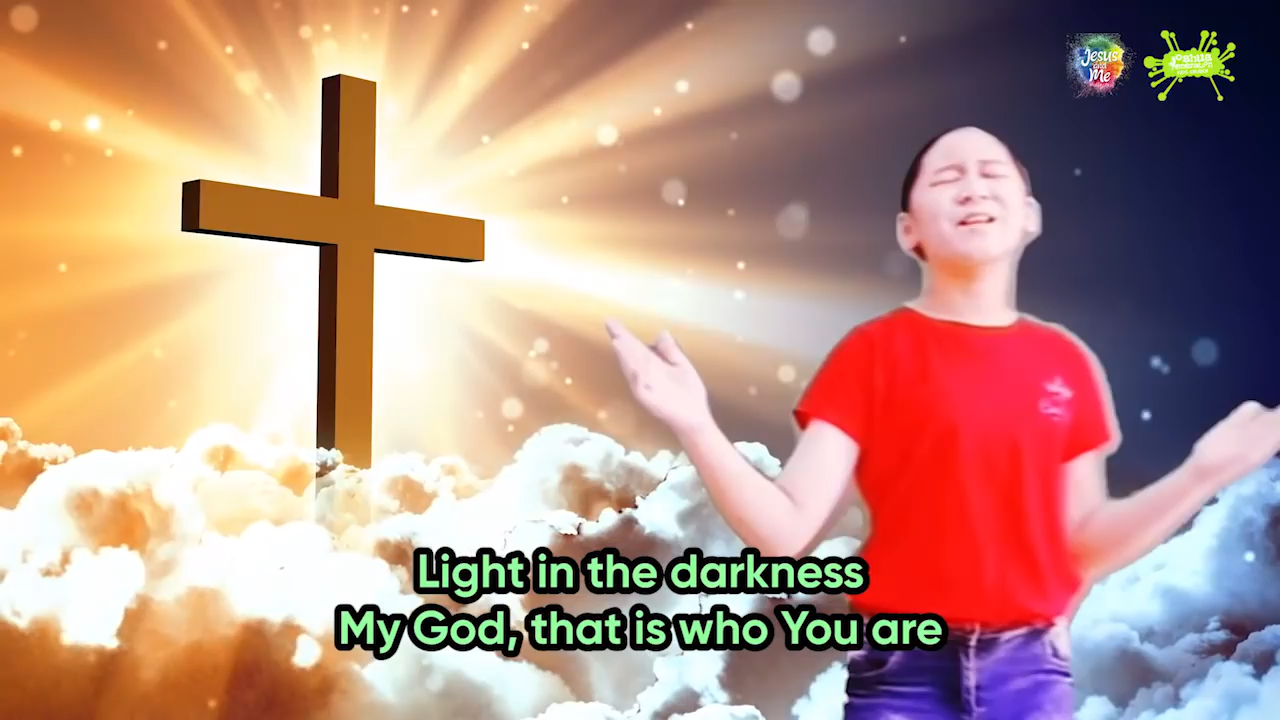 Jesus
and
Me
Light in the darkness
My God, that is who You are